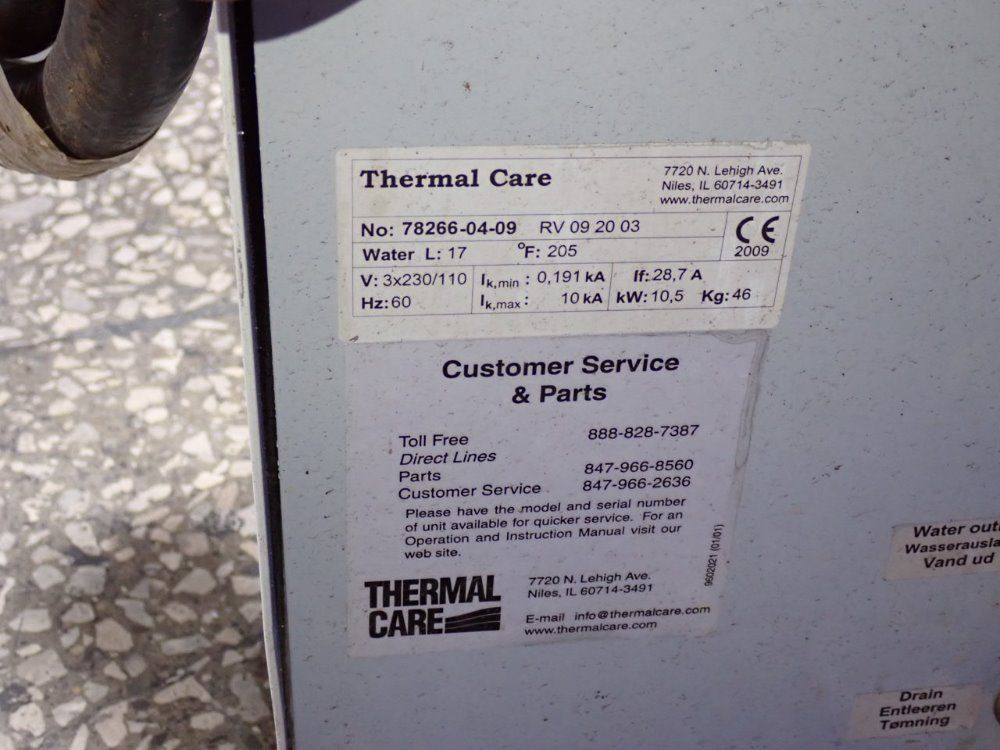 Thermal Care
7720 N. Lehigh Ave.
Niles, IL 60714-3491
www.thermalcare.com
No: 78266-04-09 RV 09 20 03
CE
2009
Water L: 17 °F: 205
V: 3x230/110 Ik,min : 0,191 kA If: 28,7 A
Hz: 60 Ik,max : 10 kA kW: 10,5 Kg: 46
Customer Service
& Parts
Toll Free 888-828-7387
Direct Lines
Parts 847-966-8560
Customer Service 847-966-2636
Please have the model and serial number
of unit available for quicker service. For an
Operation and Instruction Manual visit our
web site.
9602021 (01/01)
THERMAL
CARE
7720 N. Lehigh Ave.
Niles, IL 60714-3491
E-mail info@thermalcare.com
www.thermalcare.com
Water out
Wasserausla
Vand ud
Drain
Entleeren
Tømning